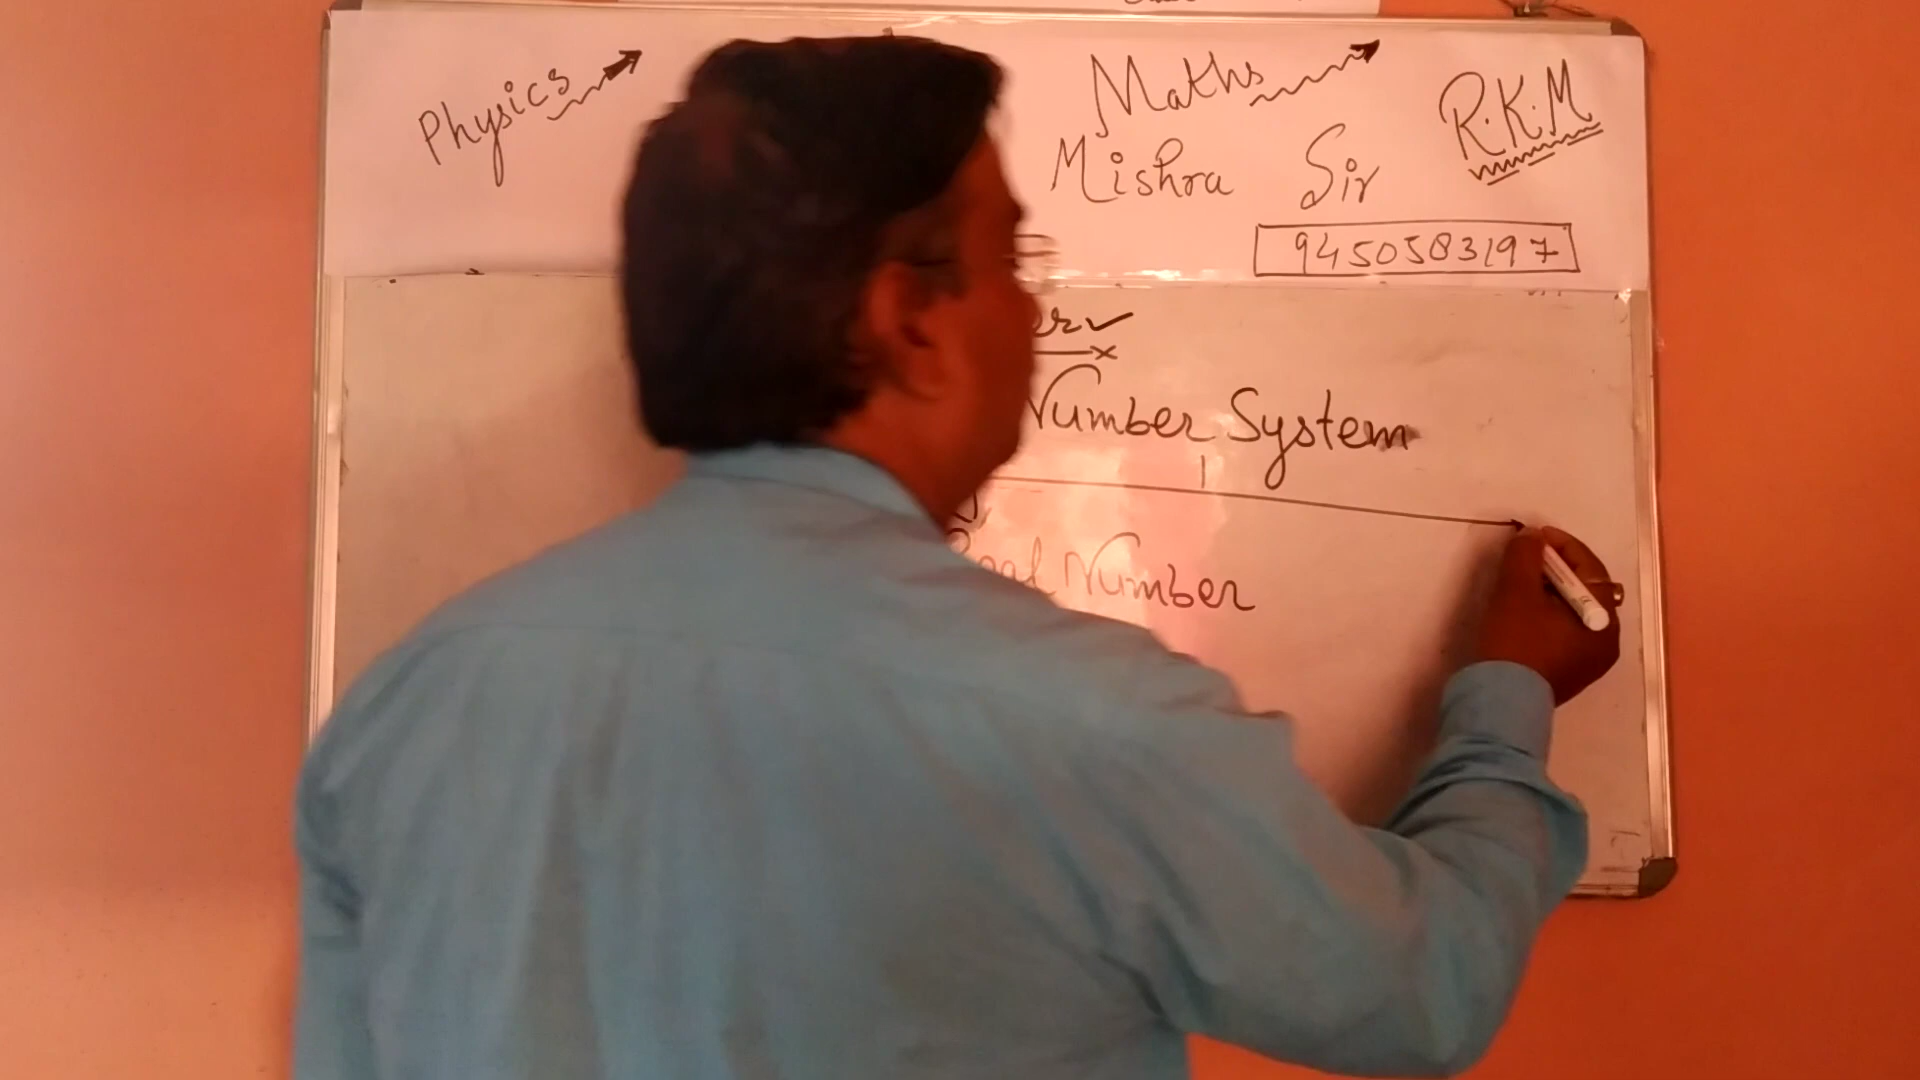 Physics
Maths
R.K.M
Mishra Sir
9450583197
Number System
Real Number